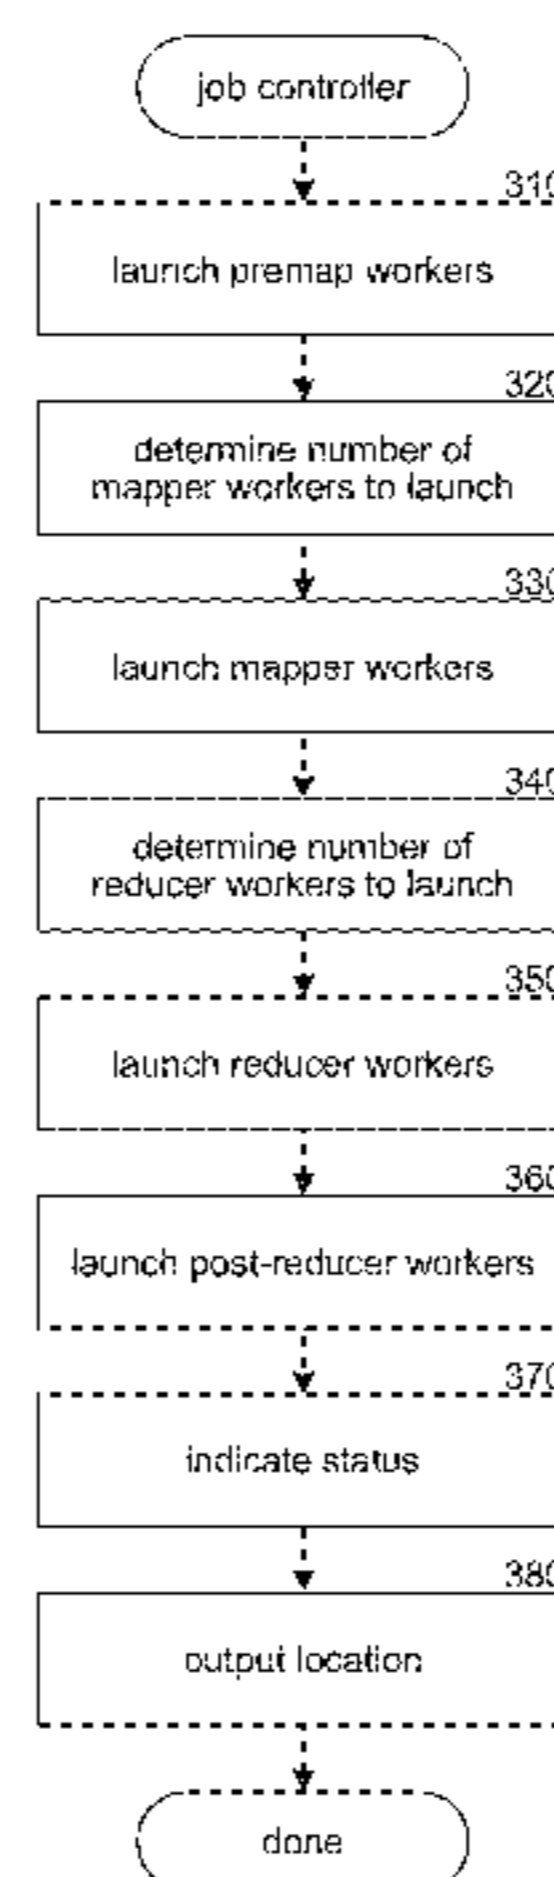 job controller
310
launch premap workers
320
determine number of
mapper workers to launch
330
launch mapper workers
340
determine number of
reducer workers to launch
350
launch reducer workers
360
launch post-reducer workers
370
indicate status
380
output location
done